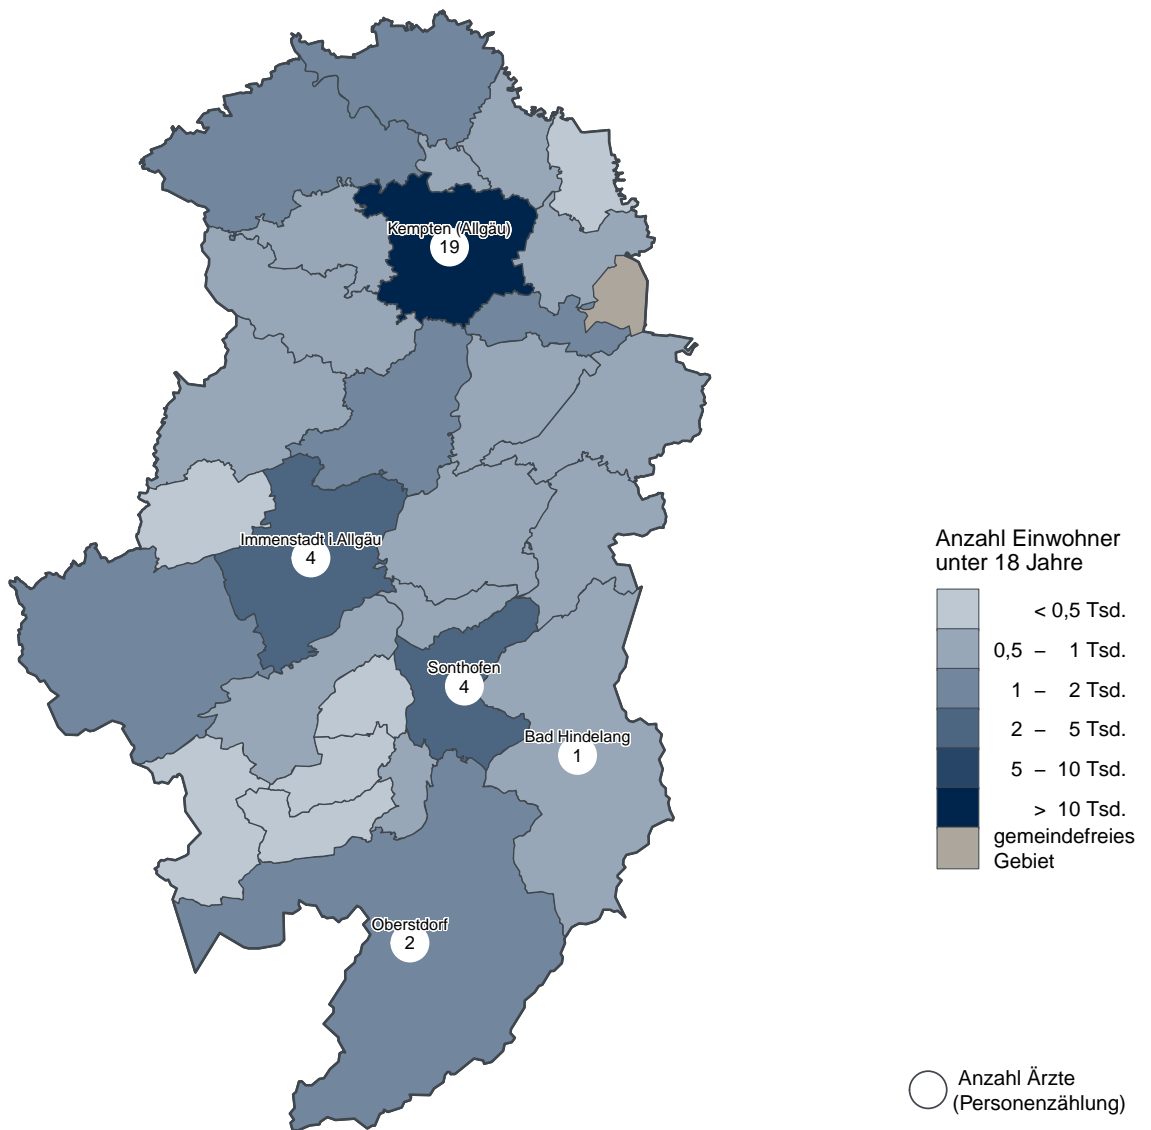 Kempten (Allgäu)
19
Immenstadt i.Allgäu
4
Sonthofen
4
Bad Hindelang
1
Oberstdorf
2
Anzahl Einwohner
unter 18 Jahre
< 0,5 Tsd.
0,5 – 1 Tsd.
1 – 2 Tsd.
2 – 5 Tsd.
5 – 10 Tsd.
> 10 Tsd.
gemeindefreies
Gebiet
Anzahl Ärzte
(Personenzählung)